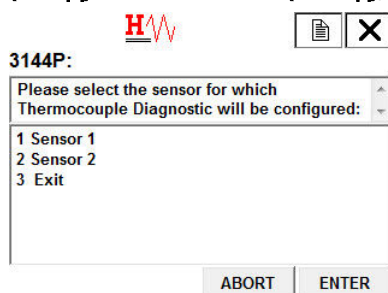 H
3144P:
Please select the sensor for which
Thermocouple Diagnostic will be configured:
1 Sensor 1
2 Sensor 2
3 Exit
ABORT ENTER